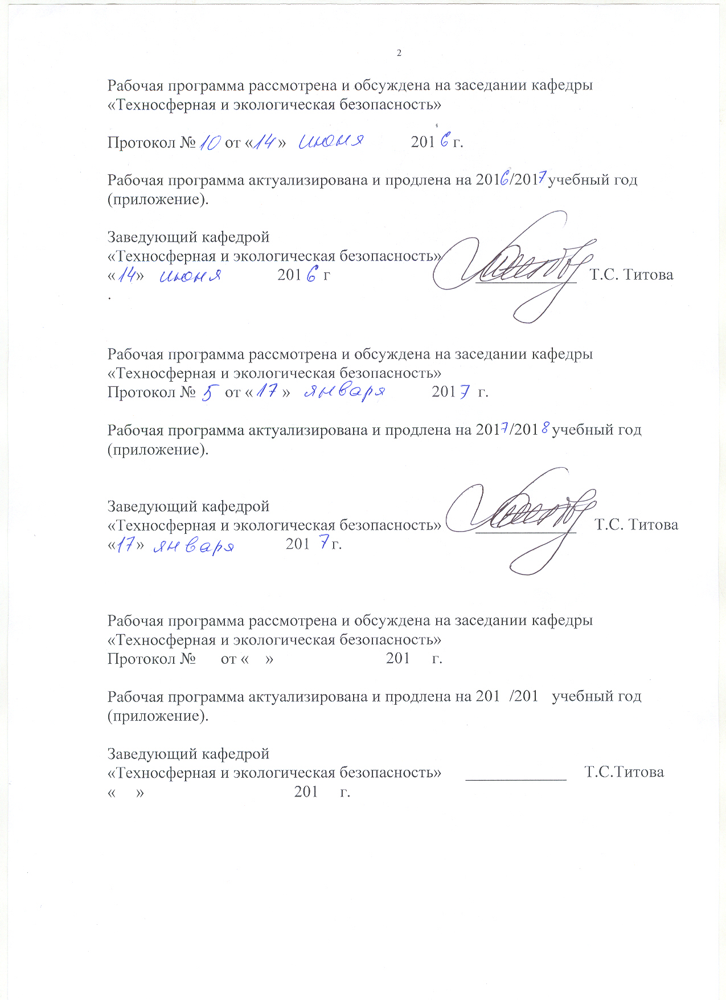 2
Рабочая программа рассмотрена и обсуждена на заседании кафедры
«Техносферная и экологическая безопасность»
Протокол № 10 от «14» июня 2016 г.
Рабочая программа актуализирована и продлена на 2016/2017 учебный год
(приложение).
Заведующий кафедрой
«Техносферная и экологическая безопасность»
«14» июня 2016 г Т.С. Титова
.
Рабочая программа рассмотрена и обсуждена на заседании кафедры
«Техносферная и экологическая безопасность»
Протокол № 5 от «17» января 2017 г.
Рабочая программа актуализирована и продлена на 2017/2018 учебный год
(приложение).
Заведующий кафедрой
«Техносферная и экологическая безопасность» Т.С. Титова
«17» января 2017 г.
Рабочая программа рассмотрена и обсуждена на заседании кафедры
«Техносферная и экологическая безопасность»
Протокол № от « » 201 г.
Рабочая программа актуализирована и продлена на 201 /201 учебный год
(приложение).
Заведующий кафедрой
«Техносферная и экологическая безопасность» _____________ Т.С.Титова
« » 201 г.